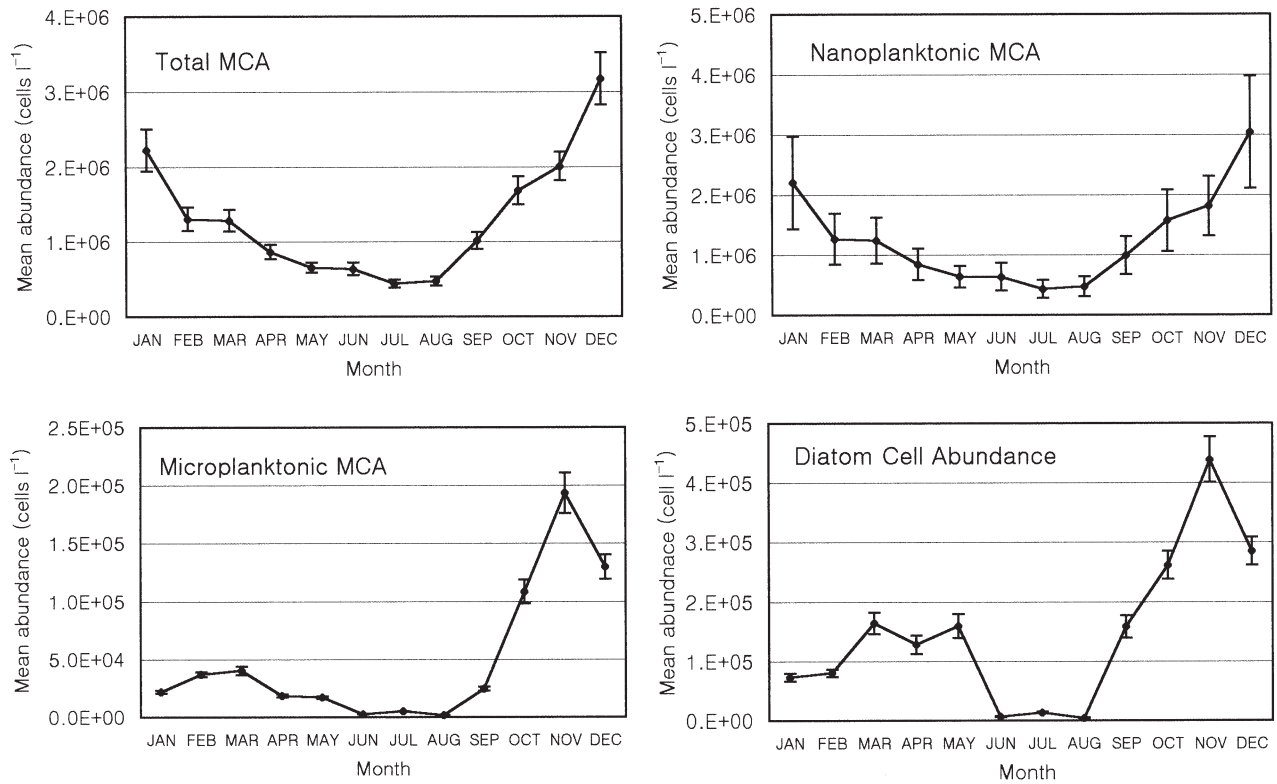 Total MCA
Mean abundance (cells l⁻¹)
4.E+06
3.E+06
2.E+06
1.E+06
0.E+00
JAN FEB MAR APR MAY JUN JUL AUG SEP OCT NOV DEC
Month
Nanoplanktonic MCA
Mean abundance (cells l⁻¹)
5.E+06
4.E+06
3.E+06
2.E+06
1.E+06
0.E+00
JAN FEB MAR APR MAY JUN JUL AUG SEP OCT NOV DEC
Month
Microplanktonic MCA
Mean abundance (cells l⁻¹)
2.5E+05
2.0E+05
1.5E+05
1.0E+05
5.0E+04
0.0E+00
JAN FEB MAR APR MAY JUN JUL AUG SEP OCT NOV DEC
Month
Diatom Cell Abundance
Mean abundnace (cell l⁻¹)
5.E+05
4.E+05
3.E+05
2.E+05
1.E+05
0.E+00
JAN FEB MAR APR MAY JUN JUL AUG SEP OCT NOV DEC
Month